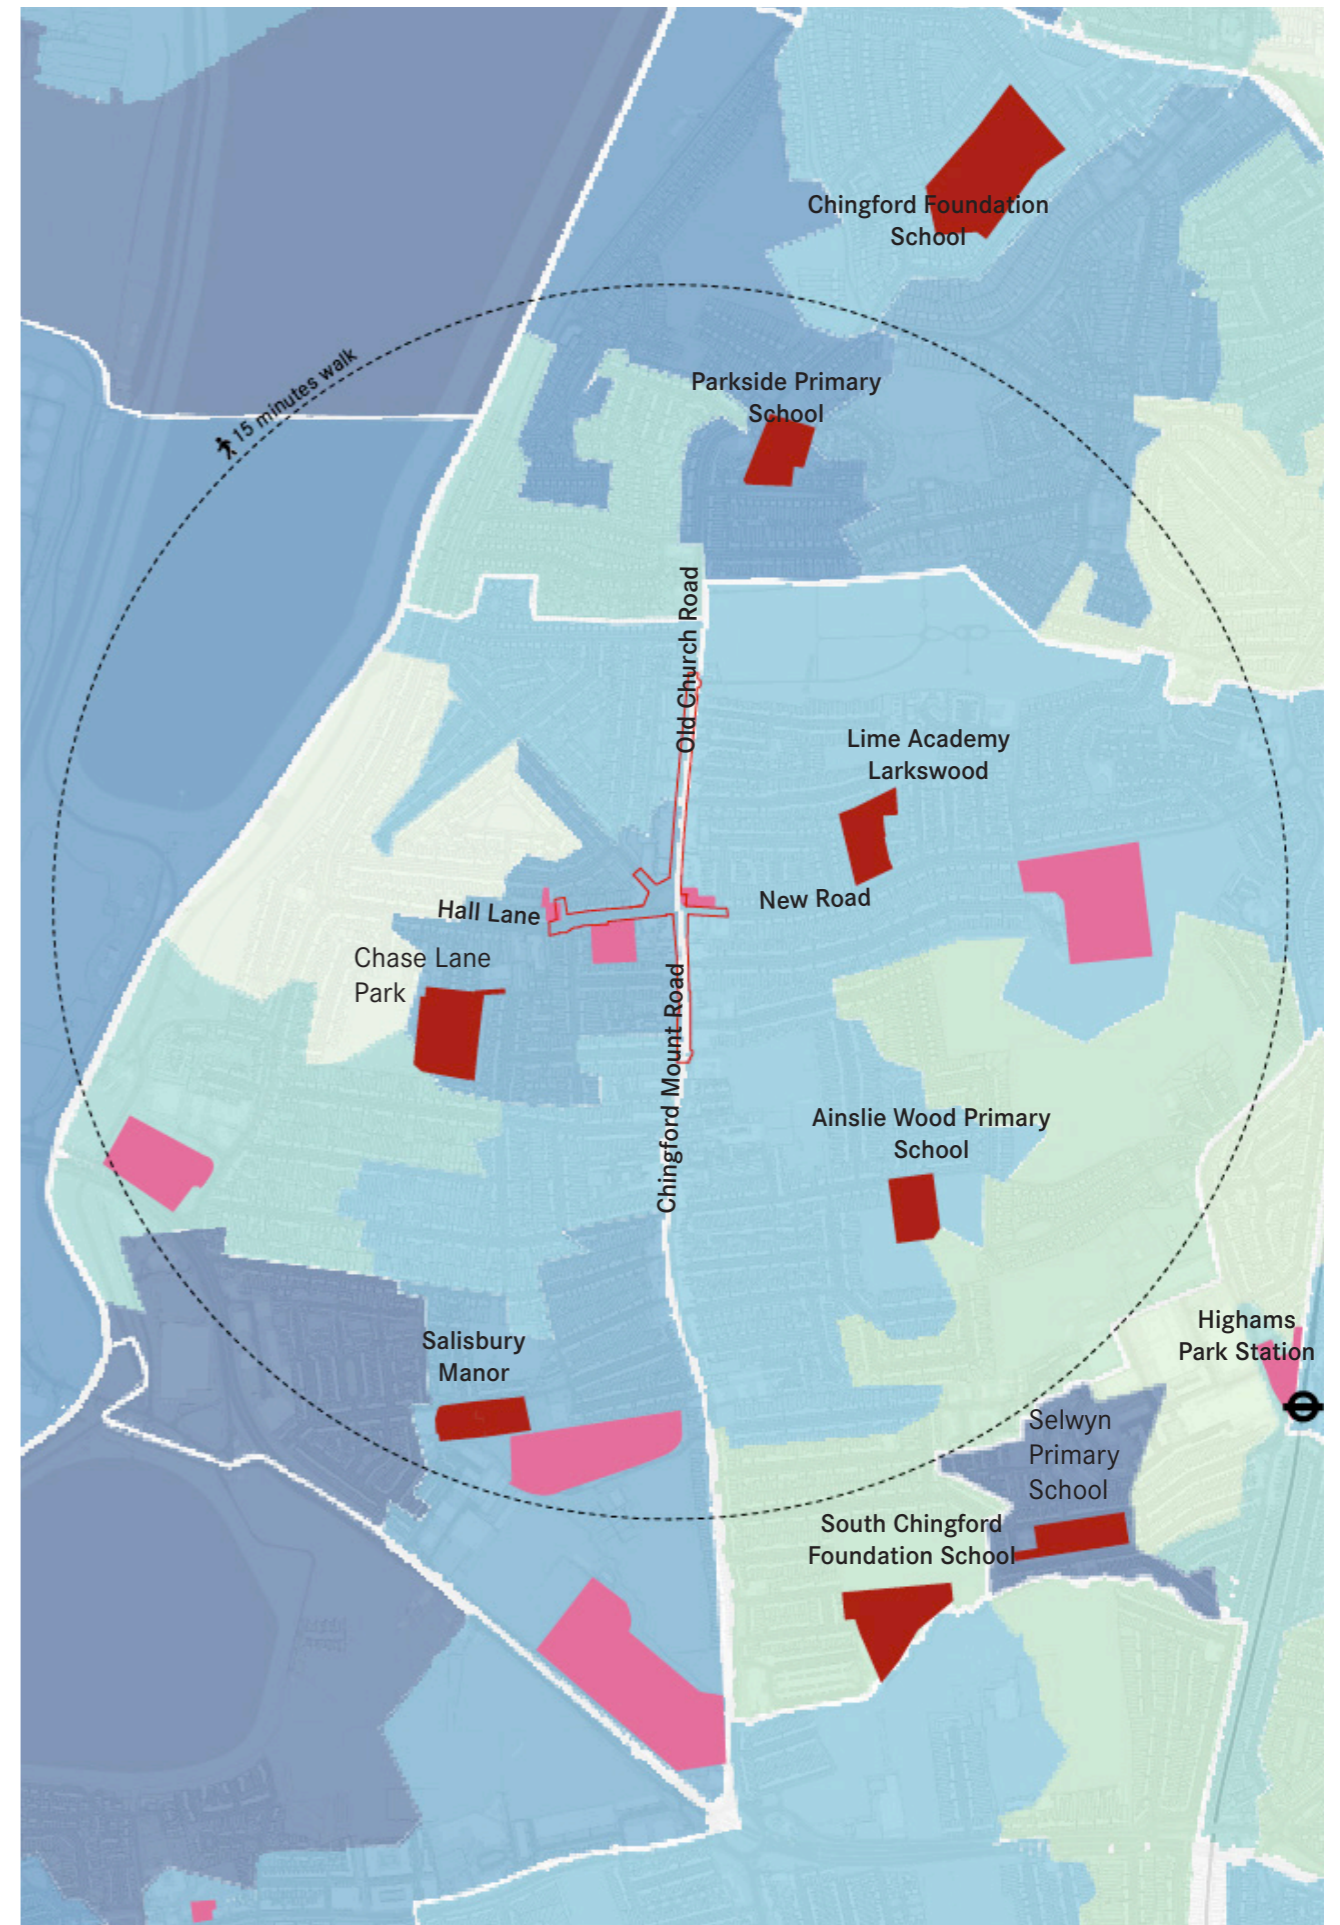 Chingford Foundation
School
15 minutes walk
Parkside Primary
School
Old Church Road
Lime Academy
Larkswood
New Road
Hall Lane
Chase Lane
Park
Chingford Mount Road
Ainslie Wood Primary
School
Highams
Park Station
Salisbury
Manor
Selwyn
Primary
School
South Chingford
Foundation School